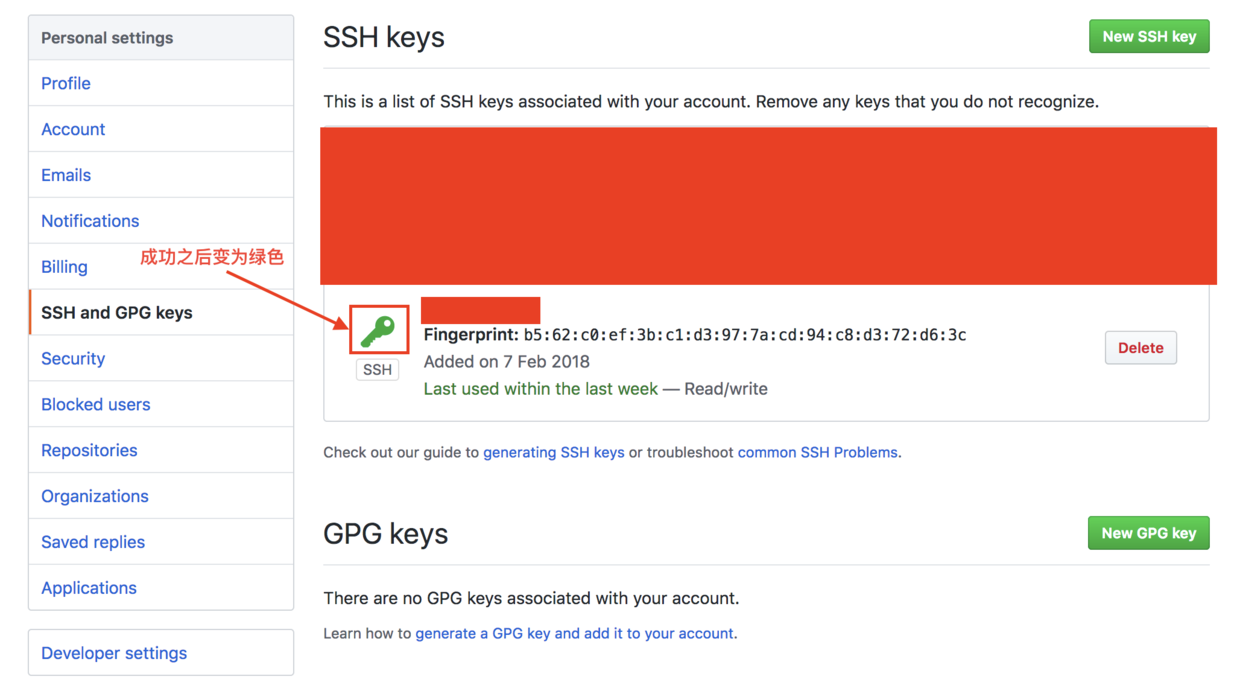 Personal settings
Profile
Account
Emails
Notifications
Billing
成功之后变为绿色
SSH and GPG keys
Security
Blocked users
Repositories
Organizations
Saved replies
Applications
Developer settings
SSH keys
New SSH key
This is a list of SSH keys associated with your account. Remove any keys that you do not recognize.
Fingerprint: b5:62:c0:ef:3b:c1:d3:97:7a:cd:94:c8:d3:72:d6:3c
SSH
Added on 7 Feb 2018
Last used within the last week — Read/write
Delete
Check out our guide to generating SSH keys or troubleshoot common SSH Problems.
GPG keys
New GPG key
There are no GPG keys associated with your account.
Learn how to generate a GPG key and add it to your account.